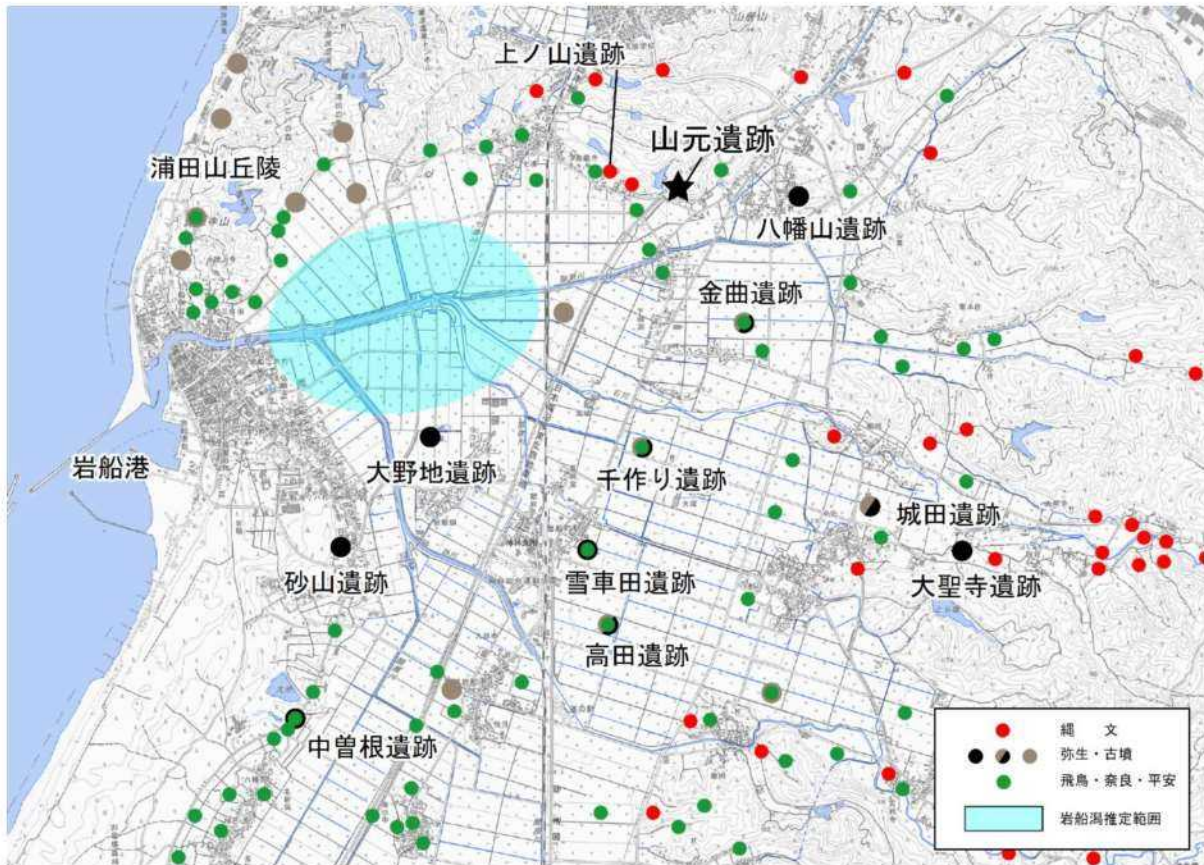 上ノ山遺跡
山元遺跡
浦田山丘陵
八幡山遺跡
金曲遺跡
岩船港
大野地遺跡
千作り遺跡
城田遺跡
砂山遺跡
雪車田遺跡
大聖寺遺跡
高田遺跡
中曽根遺跡
縄 文
弥生・古墳
飛鳥・奈良・平安
岩船潟推定範囲